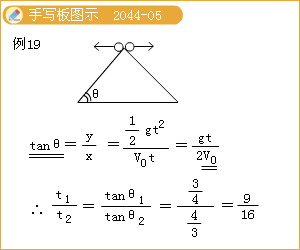 手写板图示 2044-05
例19
θ
tanθ = y/x = (1/2 gt²)/(V₀t) = gt/(2V₀)
∴ t₁/t₂ = tanθ₁/tanθ₂ = (3/4)/(4/3) = 9/16